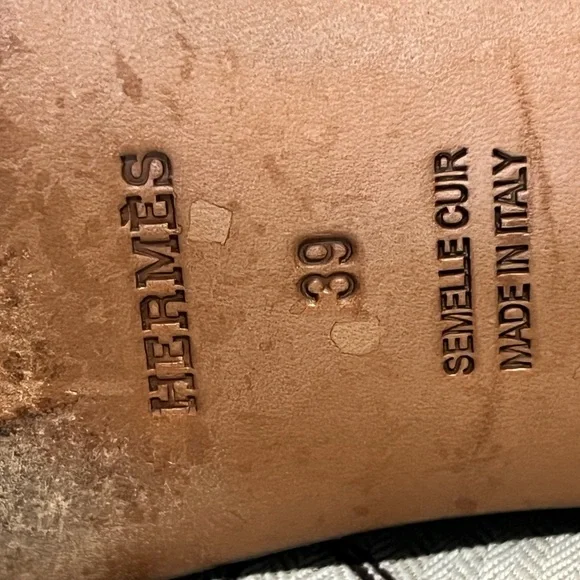 HERMÈS
39
SEMELLE CUIR
MADE IN ITALY